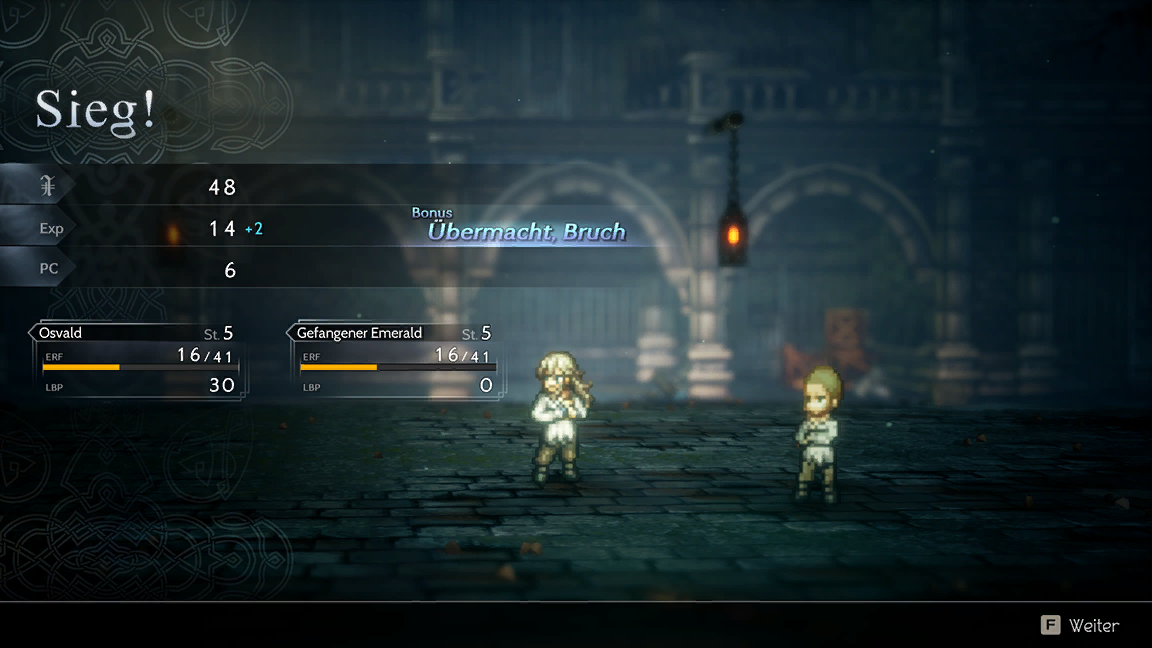 Sieg!
48
Exp 14 +2
Bonus
Übermacht, Bruch
PC 6
Osvald St. 5
ERF 16/41
LBP 30
Gefangener Emerald St. 5
ERF 16/41
LBP 0
F Weiter